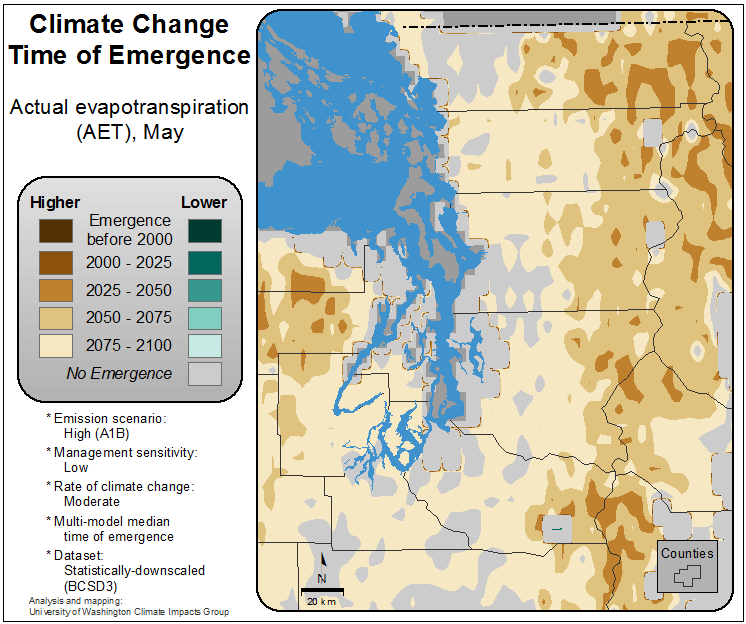 Climate Change
Time of Emergence
Actual evapotranspiration
(AET), May
Higher Lower
Emergence
before 2000
2000 - 2025
2025 - 2050
2050 - 2075
2075 - 2100
No Emergence
* Emission scenario:
High (A1B)
* Management sensitivity:
Low
* Rate of climate change:
Moderate
* Multi-model median
time of emergence
* Dataset:
Statistically-downscaled
(BCSD3)
Analysis and mapping:
University of Washington Climate Impacts Group
N
20 km
Counties